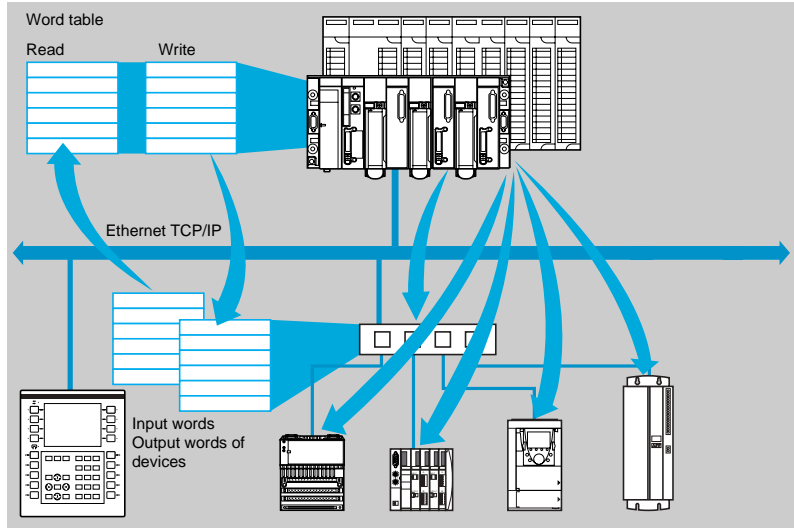 Word table
Read Write
Ethernet TCP/IP
Input words
Output words of
devices